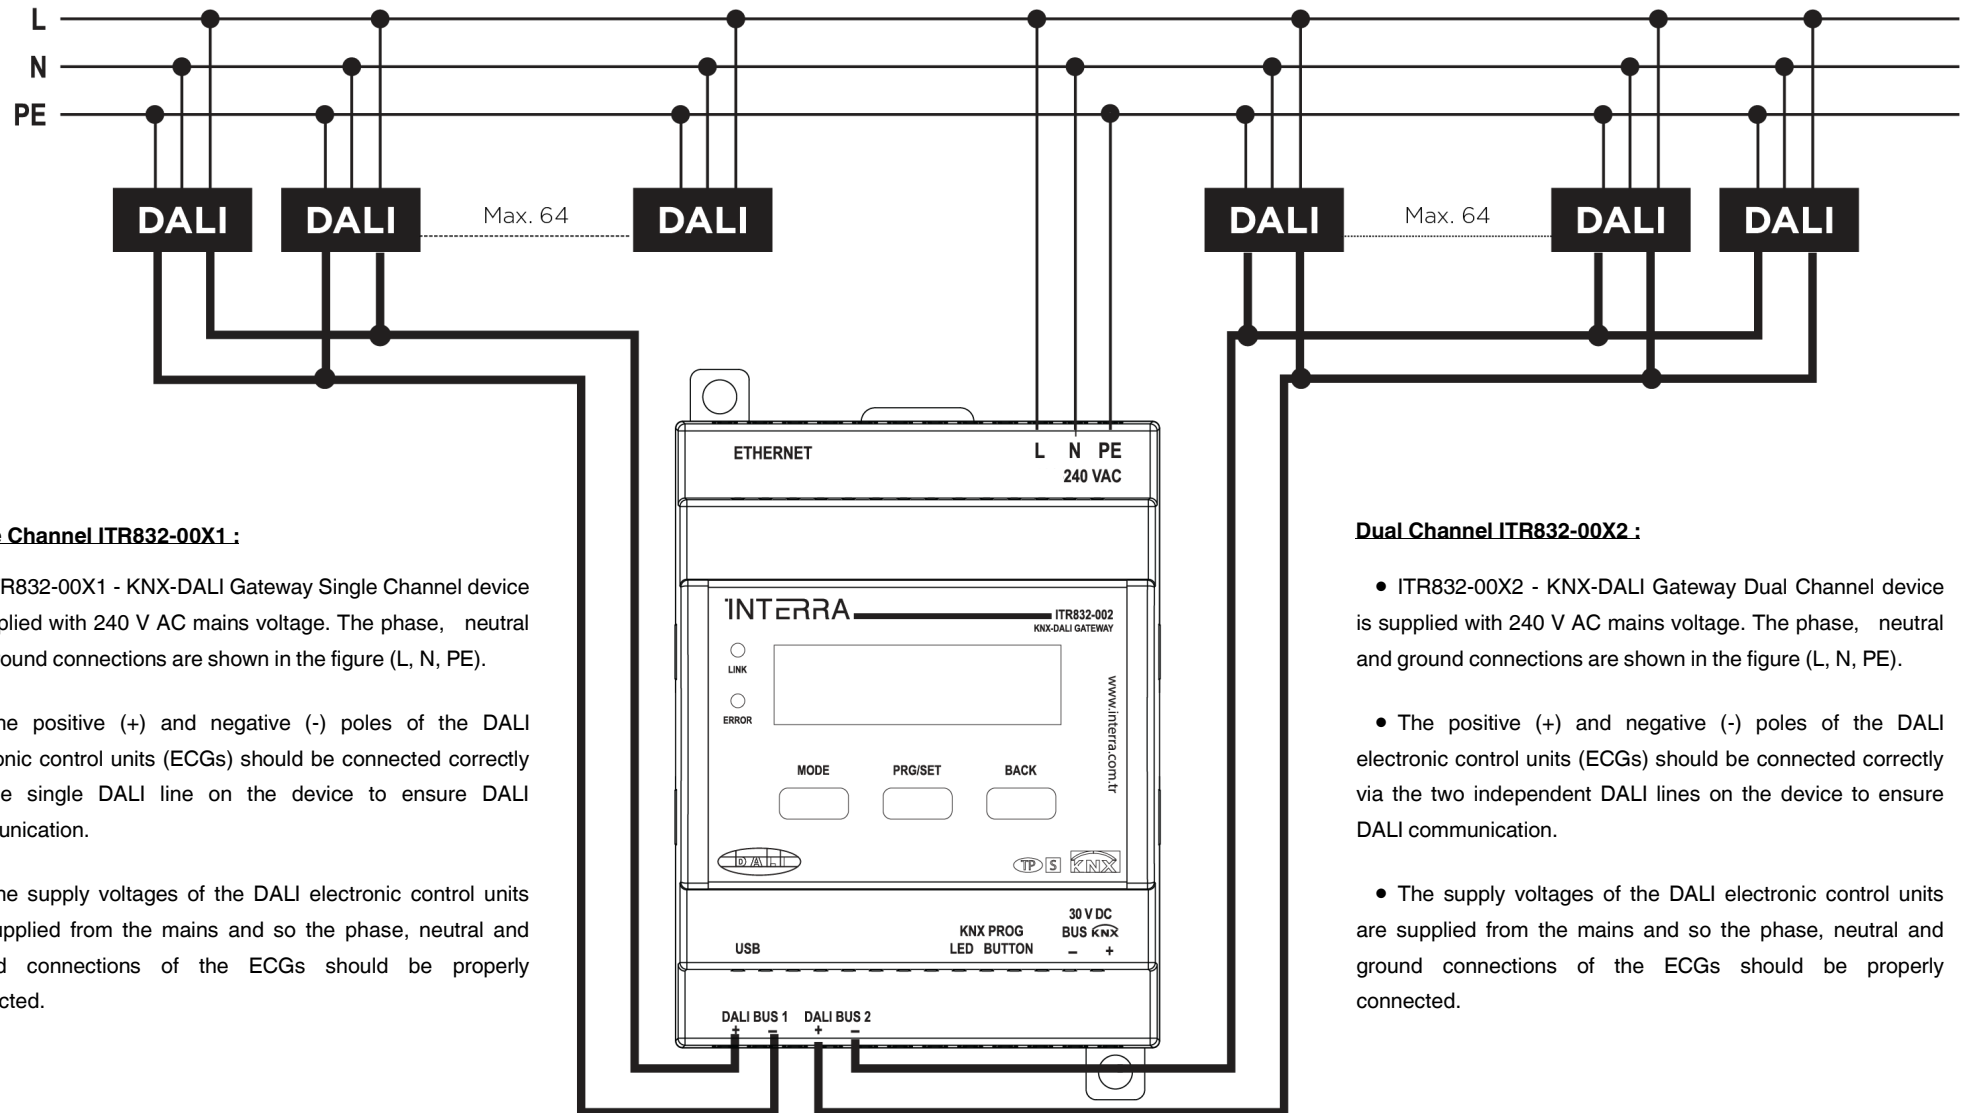 L
N
PE
DALI
DALI
Max. 64
DALI
DALI
Max. 64
DALI
DALI
ETHERNET
L N PE
240 VAC
INTERRA
ITR832-002
KNX-DALI GATEWAY
LINK
ERROR
www.interra.com.tr
MODE PRG/SET BACK
DALI
TP S KNX
USB
KNX PROG
LED BUTTON
30 V DC
BUS KNX
– +
DALI BUS 1 DALI BUS 2
+ – + –
Channel ITR832-00X1 :
R832-00X1 - KNX-DALI Gateway Single Channel device
plied with 240 V AC mains voltage. The phase, neutral
round connections are shown in the figure (L, N, PE).
he positive (+) and negative (-) poles of the DALI
onic control units (ECGs) should be connected correctly
e single DALI line on the device to ensure DALI
unication.
he supply voltages of the DALI electronic control units
upplied from the mains and so the phase, neutral and
d connections of the ECGs should be properly
cted.
Dual Channel ITR832-00X2 :
● ITR832-00X2 - KNX-DALI Gateway Dual Channel device
is supplied with 240 V AC mains voltage. The phase, neutral
and ground connections are shown in the figure (L, N, PE).
● The positive (+) and negative (-) poles of the DALI
electronic control units (ECGs) should be connected correctly
via the two independent DALI lines on the device to ensure
DALI communication.
● The supply voltages of the DALI electronic control units
are supplied from the mains and so the phase, neutral and
ground connections of the ECGs should be properly
connected.